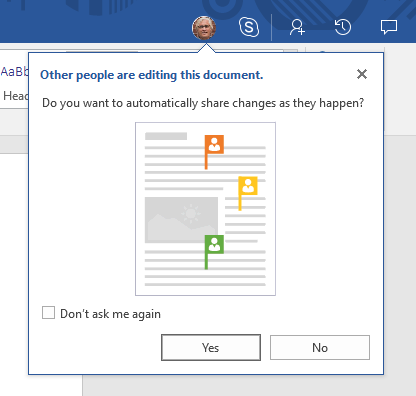 Other people are editing this document.
AaBb
Do you want to automatically share changes as they happen?
Head
Don't ask me again
Yes
No